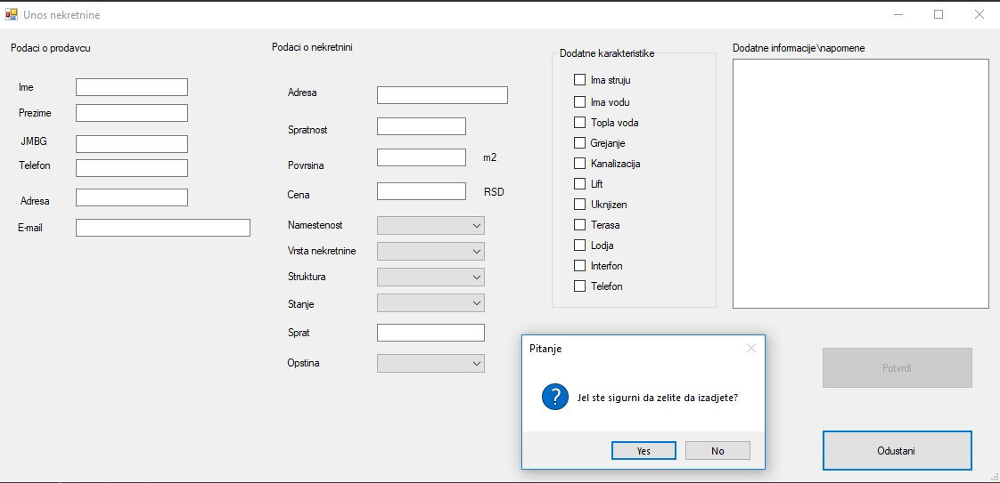 Unos nekretnine
Podaci o prodavcu
Ime
Prezime
JMBG
Telefon
Adresa
E-mail
Podaci o nekretnini
Adresa
Spratnost
Povrsina
m2
Cena
RSD
Namestenost
Vrsta nekretnine
Struktura
Stanje
Sprat
Opstina
Dodatne karakteristike
Ima struju
Ima vodu
Topla voda
Grejanje
Kanalizacija
Lift
Uknjizen
Terasa
Lodja
Interfon
Telefon
Dodatne informacije\napomene
Pitanje
?
Jel ste sigurni da zelite da izadjete?
Yes
No
Potvrdi
Odustani